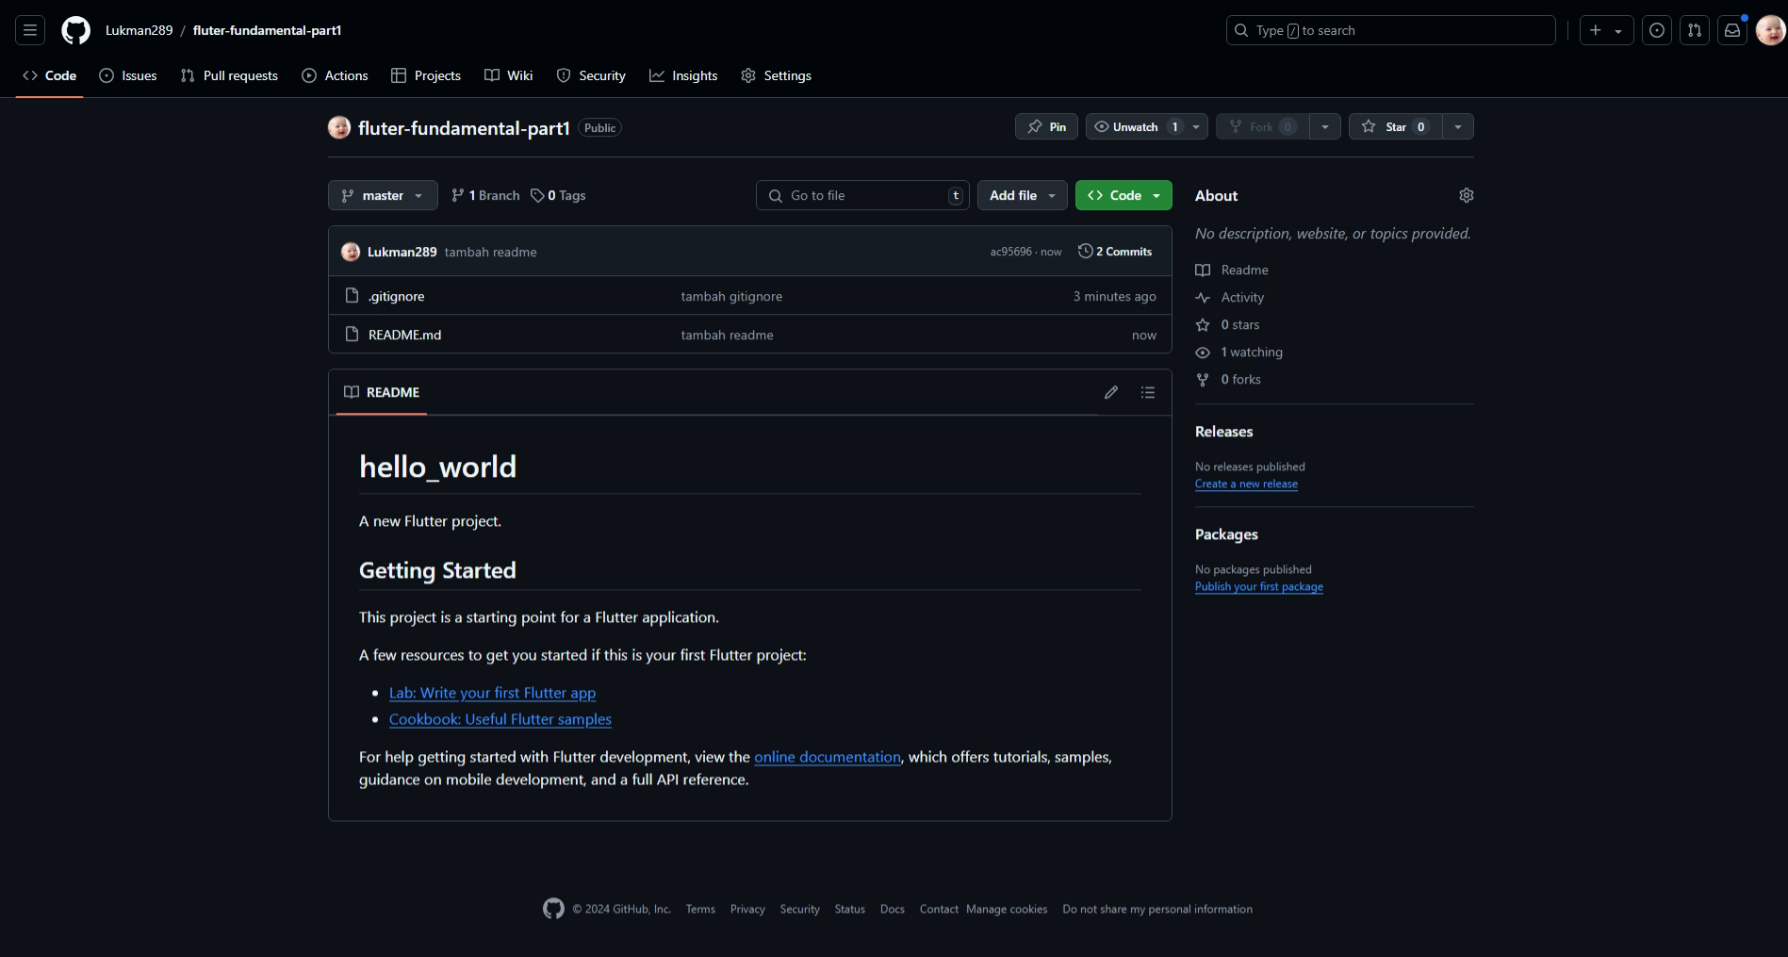 Lukman289 / fluter-fundamental-part1
Type / to search
Code Issues Pull requests Actions Projects Wiki Security Insights Settings
fluter-fundamental-part1 Public
Pin Unwatch 1 Fork 0 Star 0
master 1 Branch 0 Tags Go to file t Add file Code
Lukman289 tambah readme ac95696 · now 2 Commits
.gitignore tambah gitignore 3 minutes ago
README.md tambah readme now
README
hello_world
A new Flutter project.
Getting Started
This project is a starting point for a Flutter application.
A few resources to get you started if this is your first Flutter project:
Lab: Write your first Flutter app
Cookbook: Useful Flutter samples
For help getting started with Flutter development, view the online documentation, which offers tutorials, samples,
guidance on mobile development, and a full API reference.
About
No description, website, or topics provided.
Readme
Activity
0 stars
1 watching
0 forks
Releases
No releases published
Create a new release
Packages
No packages published
Publish your first package
© 2024 GitHub, Inc. Terms Privacy Security Status Docs Contact Manage cookies Do not share my personal information